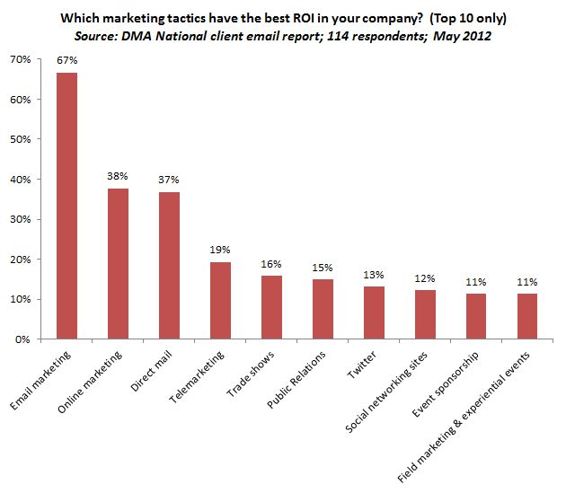 Which marketing tactics have the best ROI in your company?  (Top 10 only)
Source: DMA National client email report; 114 respondents; May 2012
70%
60%
50%
40%
30%
20%
10%
0%
67%
38%
37%
19%
16%
15%
13%
12%
11%
11%
Email marketing
Online marketing
Direct mail
Telemarketing
Trade shows
Public Relations
Twitter
Social networking sites
Event sponsorship
Field marketing & experiential events